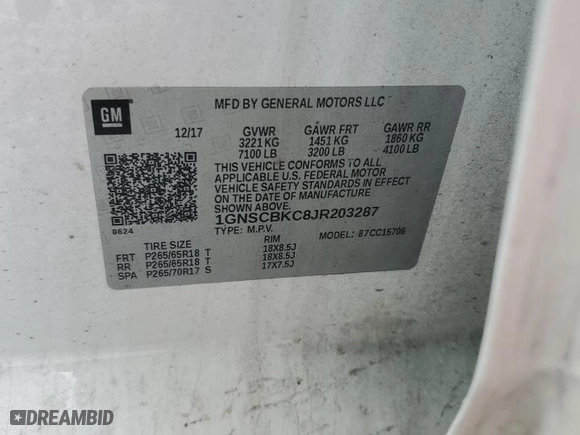 GM
MFD BY GENERAL MOTORS LLC
12/17 GVWR GAWR FRT GAWR RR
3221 KG 1451 KG 1860 KG
7100 LB 3200 LB 4100 LB
THIS VEHICLE CONFORMS TO ALL
APPLICABLE U.S. FEDERAL MOTOR
VEHICLE SAFETY STANDARDS IN EFFECT
ON THE DATE OF MANUFACTURE
SHOWN ABOVE.
1GNSCBKC8JR203287
8624 TYPE: M.P.V. MODEL: 87CC15706
TIRE SIZE RIM
FRT P265/65R18 T 18X8.5J
RR P265/65R18 T 18X8.5J
SPA P265/70R17 S 17X7.5J
DREAMBID